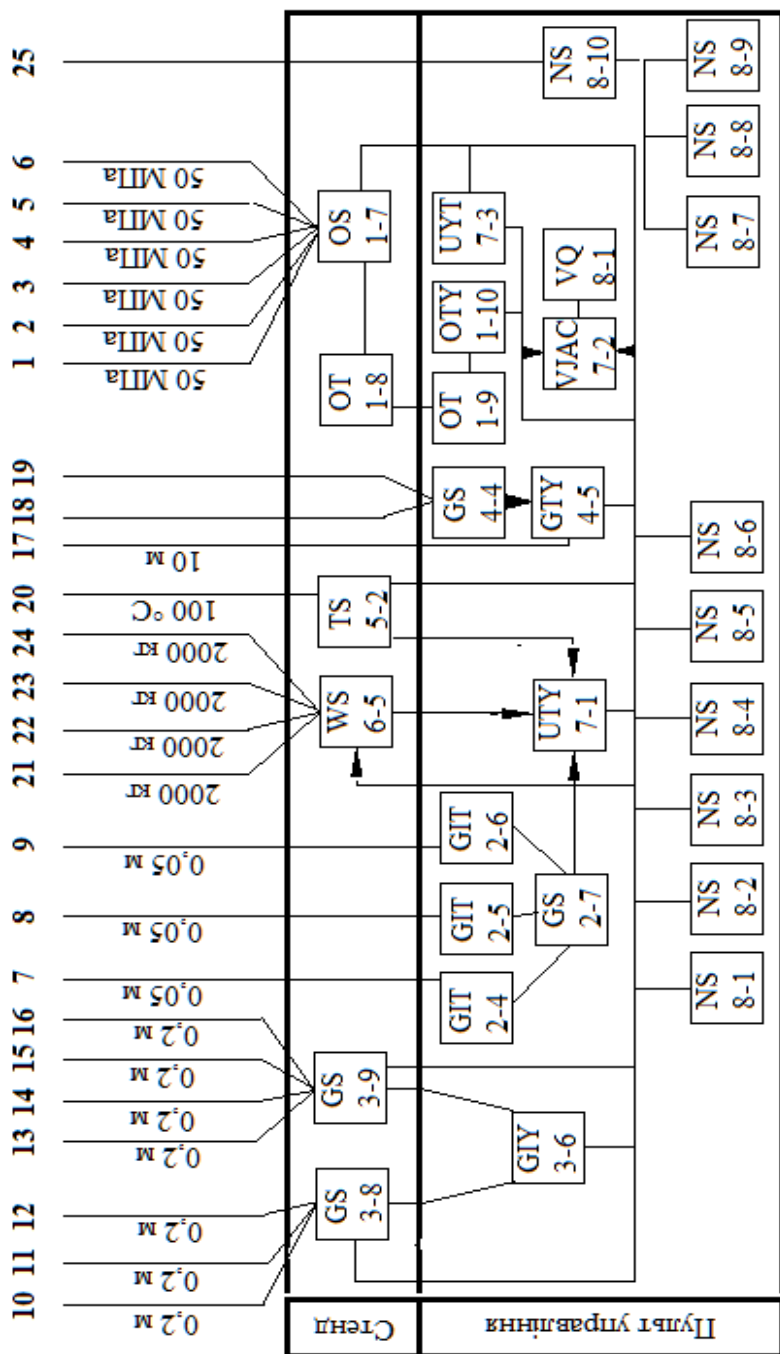 10 11 12 13 14 15 16 7 8 9 21 22 23 24 20 17 18 19 1 2 3 4 5 6 25
0,2 м
0,2 м
0,2 м
0,2 м
0,2 м
0,2 м
0,2 м
0,05 м
0,05 м
0,05 м
2000 кг
2000 кг
2000 кг
2000 кг
100 °С
10 м
50 МПа
50 МПа
50 МПа
50 МПа
50 МПа
50 МПа
Стенд
GS
3-8
GS
3-9
WS
6-5
TS
5-2
OT
1-8
OS
1-7
Пульт управління
GIT
2-4
GIT
2-5
GIT
2-6
GS
4-4
OT
1-9
OTY
1-10
UYT
7-3
GIY
3-6
GS
2-7
UTY
7-1
GTY
4-5
VJAC
7-2
VQ
8-1
NS
8-10
NS
8-1
NS
8-2
NS
8-3
NS
8-4
NS
8-5
NS
8-6
NS
8-7
NS
8-8
NS
8-9